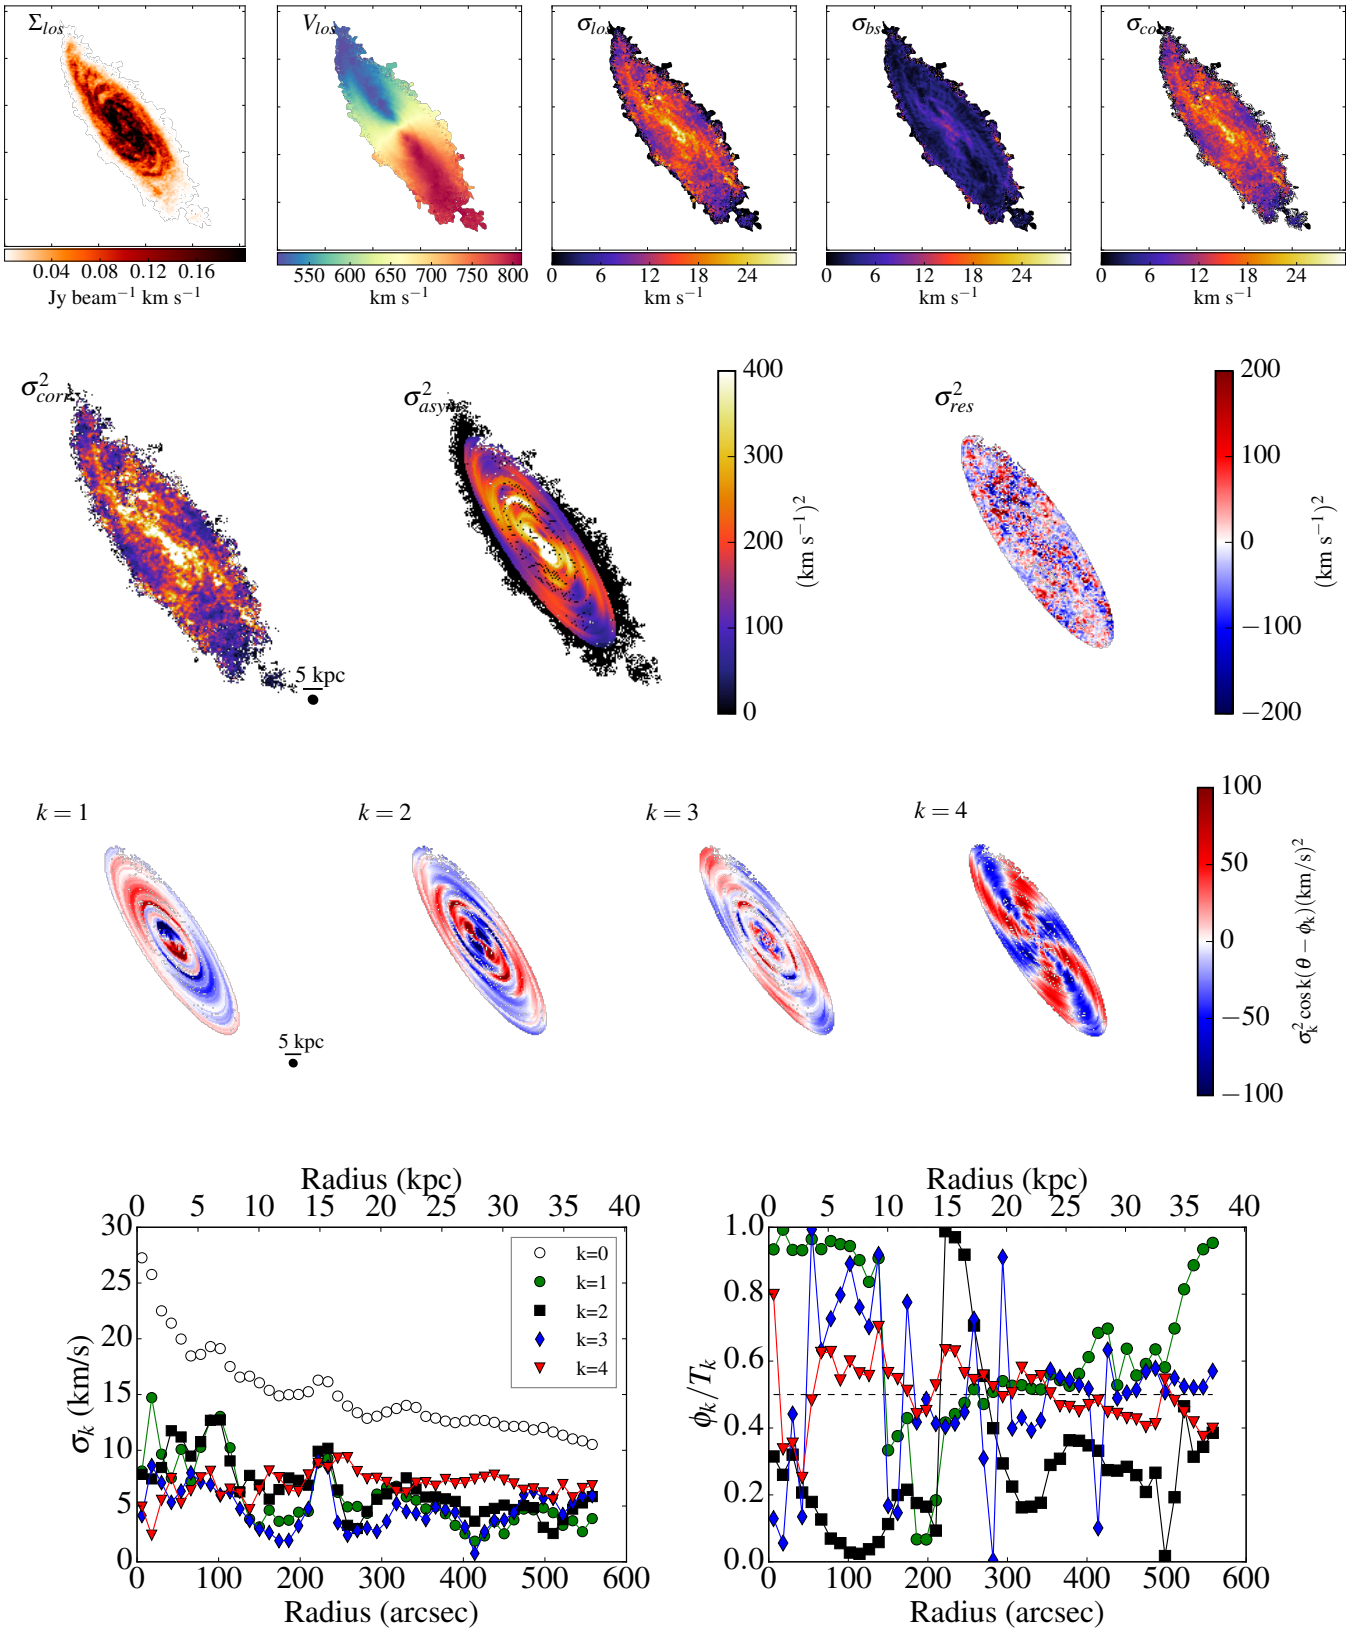 Σlos
Vlos
σlos
σbs
σco
0.04 0.08 0.12 0.16
550 600 650 700 750 800
0 6 12 18 24
0 6 12 18 24
0 6 12 18 24
Jy beam−1 km s−1
km s−1
km s−1
km s−1
km s−1
σ2corr
σ2asym
σ2res
400
300
200
100
0
(km s−1)2
200
100
0
−100
−200
(km s−1)2
5 kpc
k = 1
k = 2
k = 3
k = 4
100
50
0
−50
−100
σk2 cos k(θ − ϕk)(km/s)2
5 kpc
Radius (kpc)
0 5 10 15 20 25 30 35 40
30
25
20
15
10
5
0
σk (km/s)
k=0
k=1
k=2
k=3
k=4
0 100 200 300 400 500 600
Radius (arcsec)
Radius (kpc)
0 5 10 15 20 25 30 35 40
1.0
0.8
0.6
0.4
0.2
0.0
ϕk/Tk
0 100 200 300 400 500 600
Radius (arcsec)